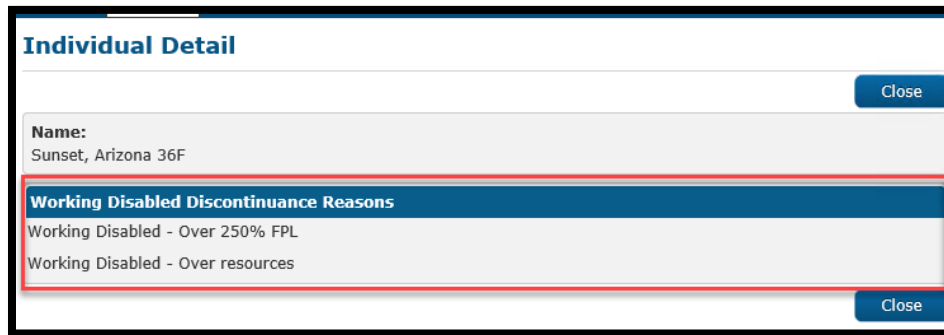 Individual Detail
Close
Name:
Sunset, Arizona 36F
Working Disabled Discontinuance Reasons
Working Disabled - Over 250% FPL
Working Disabled - Over resources
Close